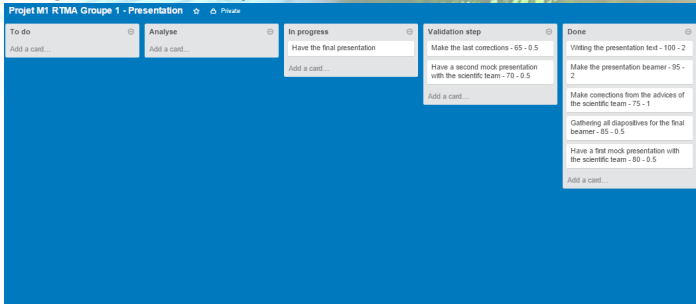 Projet M1 RTMA Groupe 1 - Presentation
Private
To do
Add a card...
Analyse
Add a card...
In progress
Have the final presentation
Add a card...
Validation step
Make the last corrections - 65 - 0.5
Have a second mock presentation
with the scientifc team - 70 - 0.5
Add a card...
Done
Writing the presentation text - 100 - 2
Make the presentation beamer - 95 -
2
Make corrections from the advices of
the scientific team - 75 - 1
Gathering all diapositives for the final
beamer - 85 - 0.5
Have a first mock presentation with
the scientific team - 80 - 0.5
Add a card...